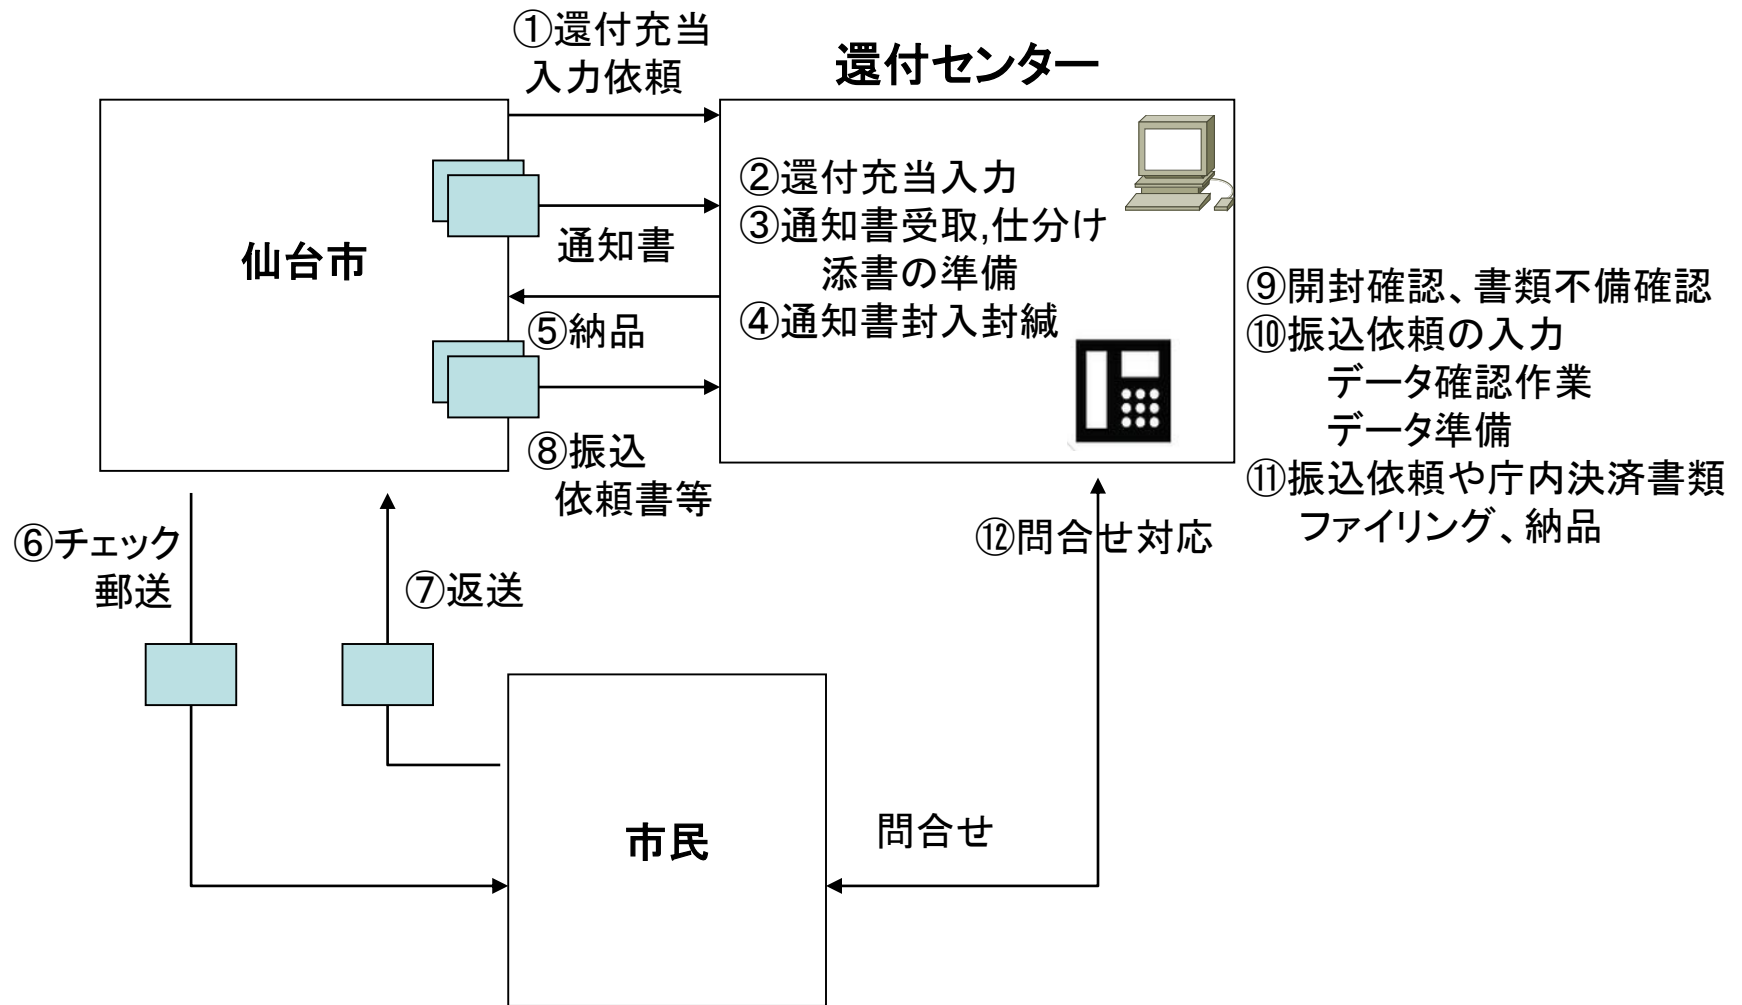 ①還付充当
入力依頼
還付センター
②還付充当入力
③通知書受取,仕分け
添書の準備
④通知書封入封緘
仙台市
通知書
⑤納品
⑧振込
依頼書等
⑨開封確認、書類不備確認
⑩振込依頼の入力
データ確認作業
データ準備
⑪振込依頼や庁内決済書類
ファイリング、納品
⑥チェック
郵送
⑦返送
⑫問合せ対応
市民
問合せ